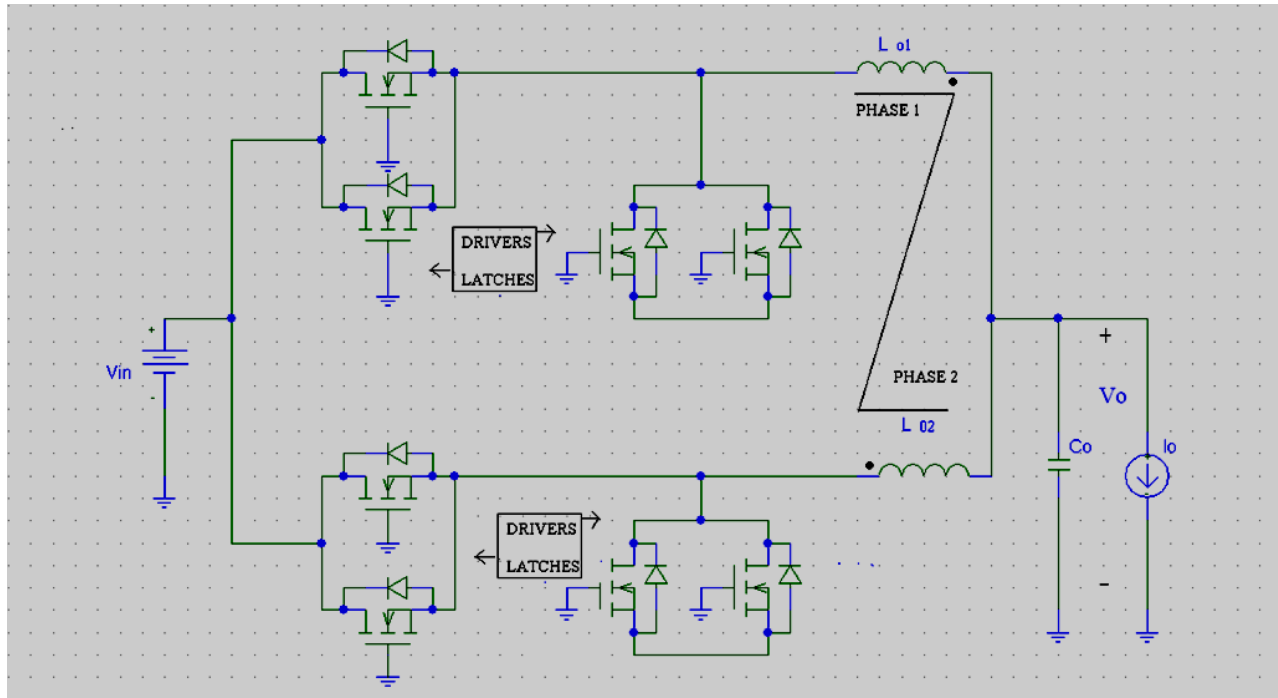 L o1
PHASE 1
DRIVERS
LATCHES
+
Vin
-
PHASE 2
L 02
+
Vo
Co
Io
-
DRIVERS
LATCHES